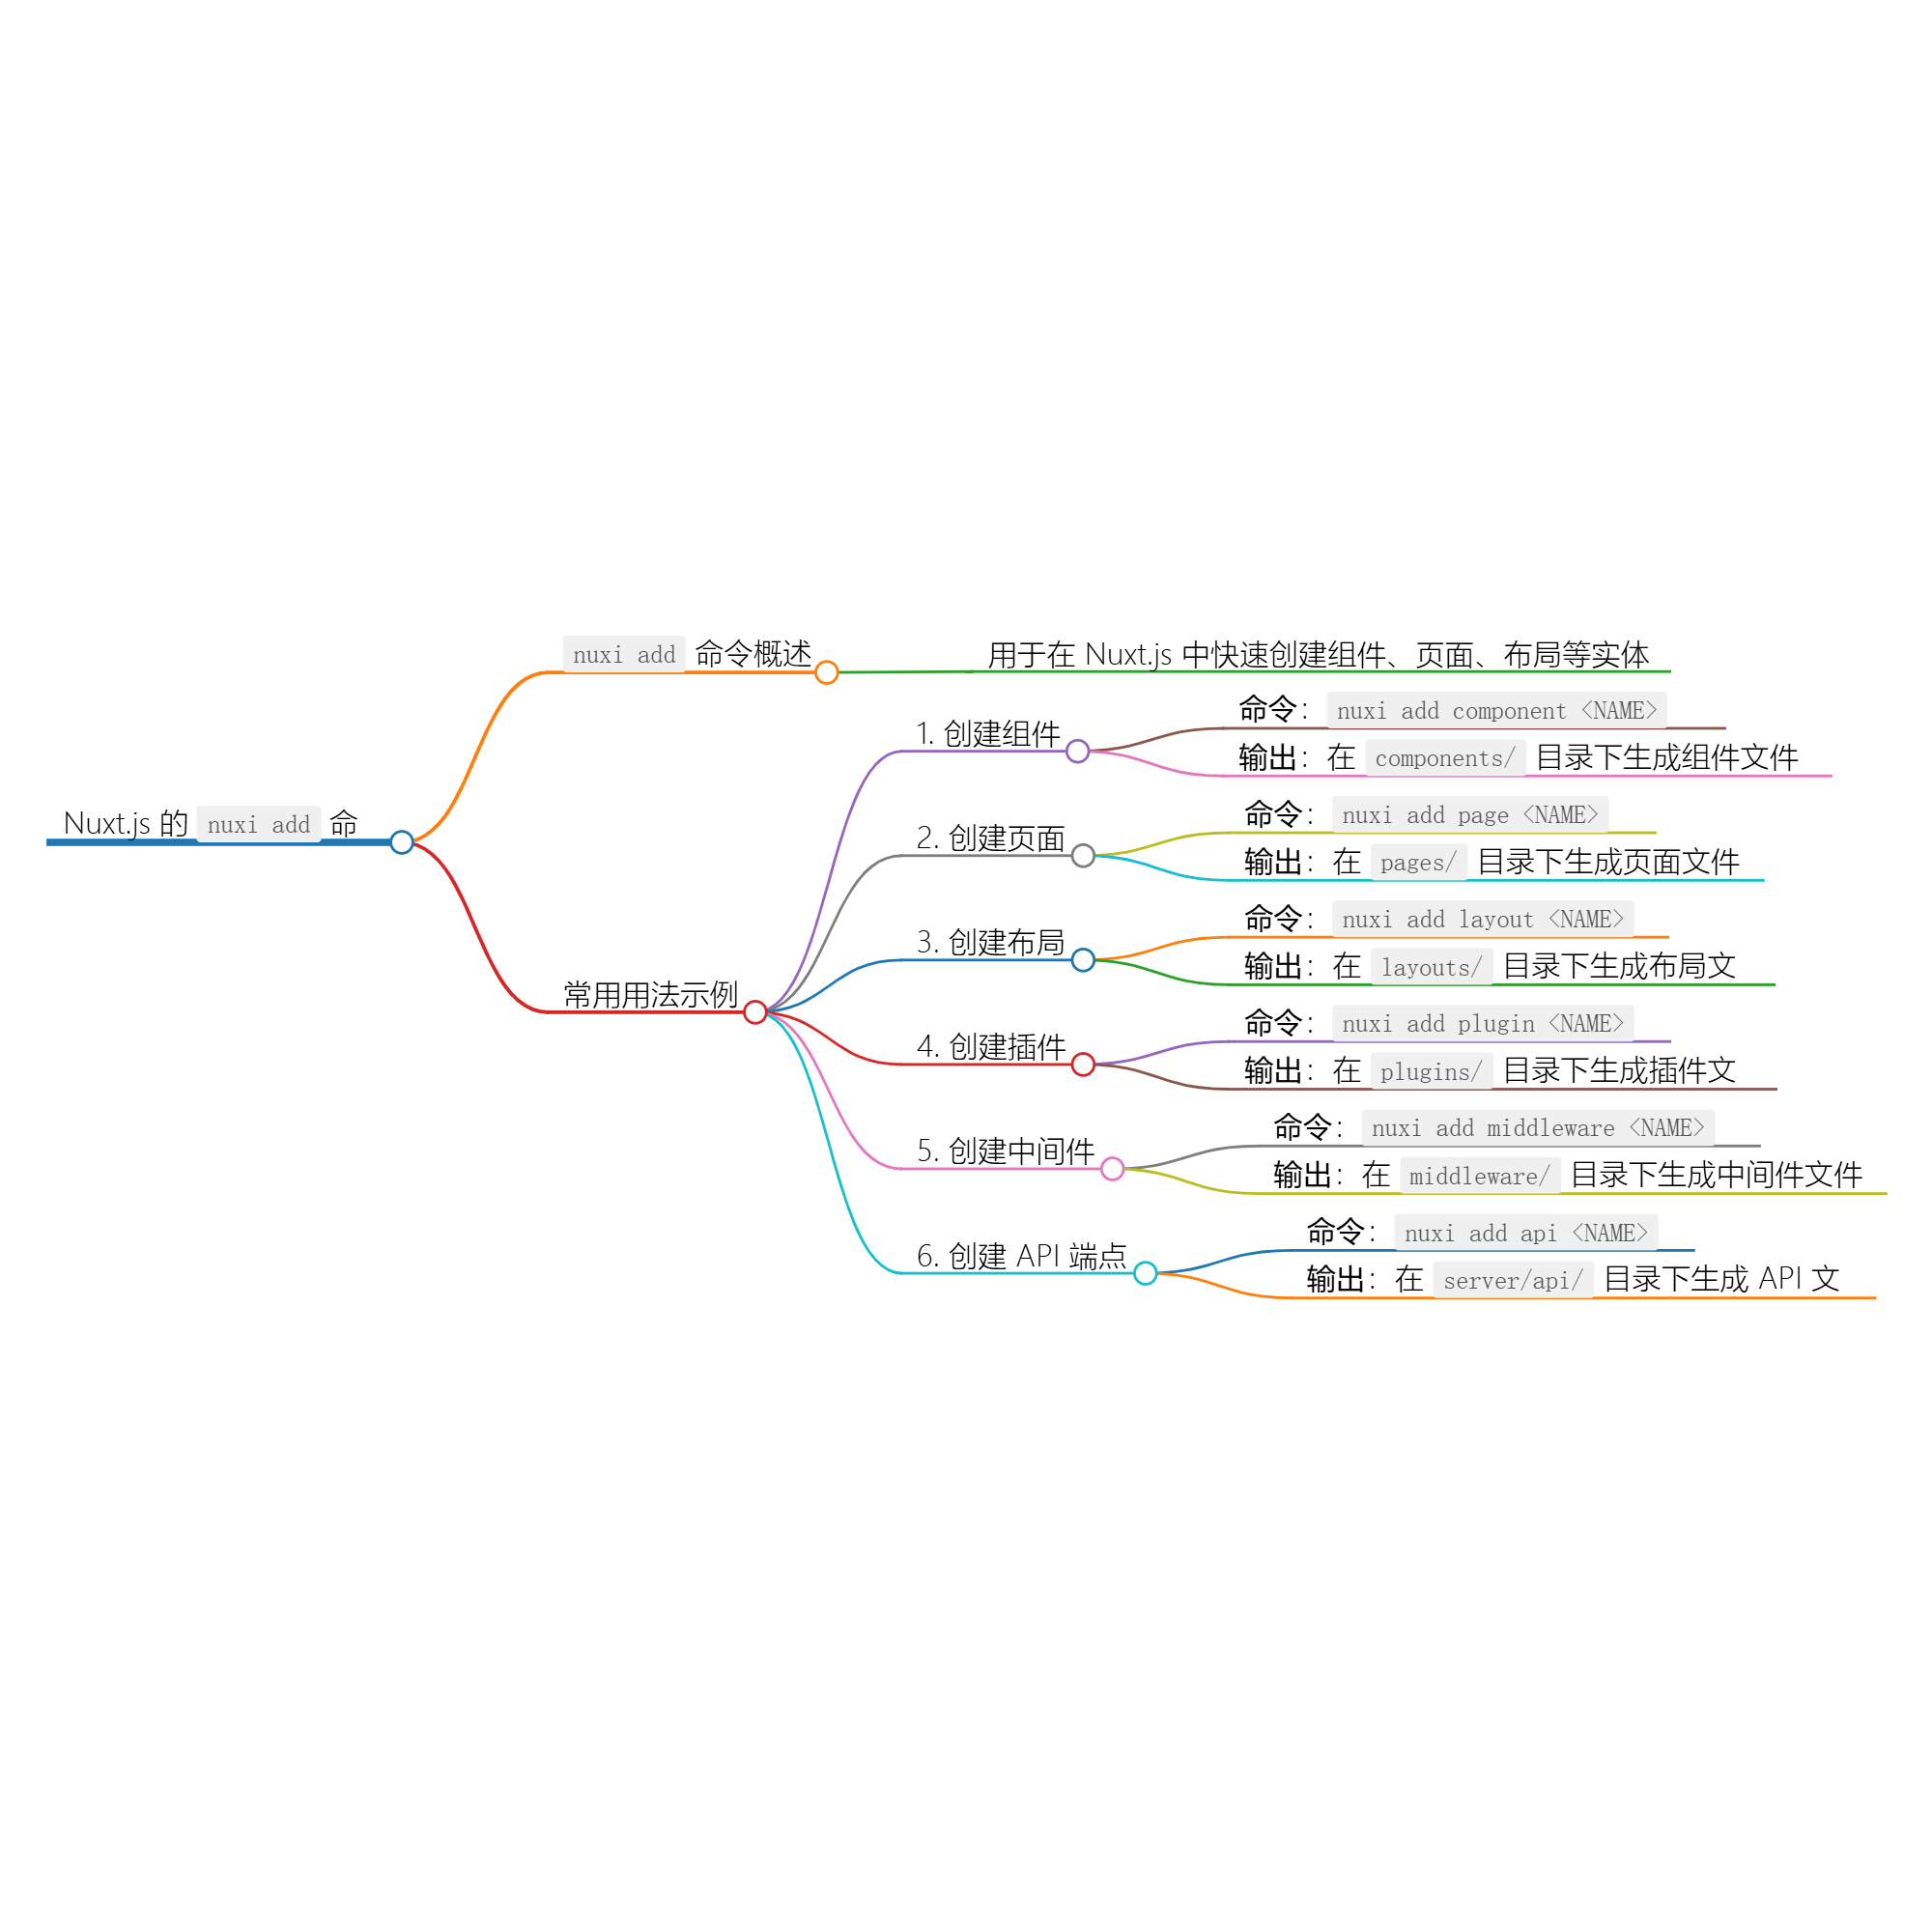 Nuxt.js 的 nuxi add 命
nuxi add 命令概述
用于在 Nuxt.js 中快速创建组件、页面、布局等实体
常用用法示例
1. 创建组件
命令：nuxi add component <NAME>
输出：在 components/ 目录下生成组件文件
2. 创建页面
命令：nuxi add page <NAME>
输出：在 pages/ 目录下生成页面文件
3. 创建布局
命令：nuxi add layout <NAME>
输出：在 layouts/ 目录下生成布局文
4. 创建插件
命令：nuxi add plugin <NAME>
输出：在 plugins/ 目录下生成插件文
5. 创建中间件
命令：nuxi add middleware <NAME>
输出：在 middleware/ 目录下生成中间件文件
6. 创建 API 端点
命令：nuxi add api <NAME>
输出：在 server/api/ 目录下生成 API 文